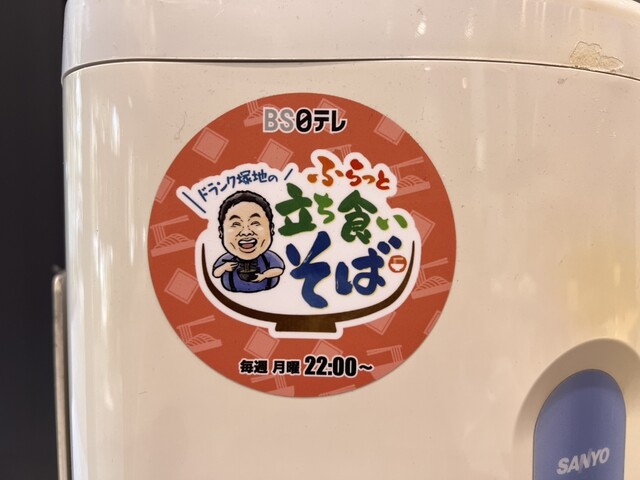 BS日テレ
ドランク塚地の
ふらっと
立ち食い
そば
毎週 月曜 22:00～
SANYO